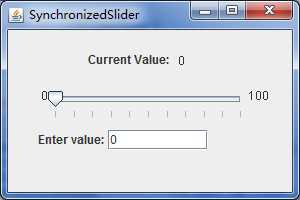 SynchronizedSlider
Current Value: 0
0 100
Enter value: 0